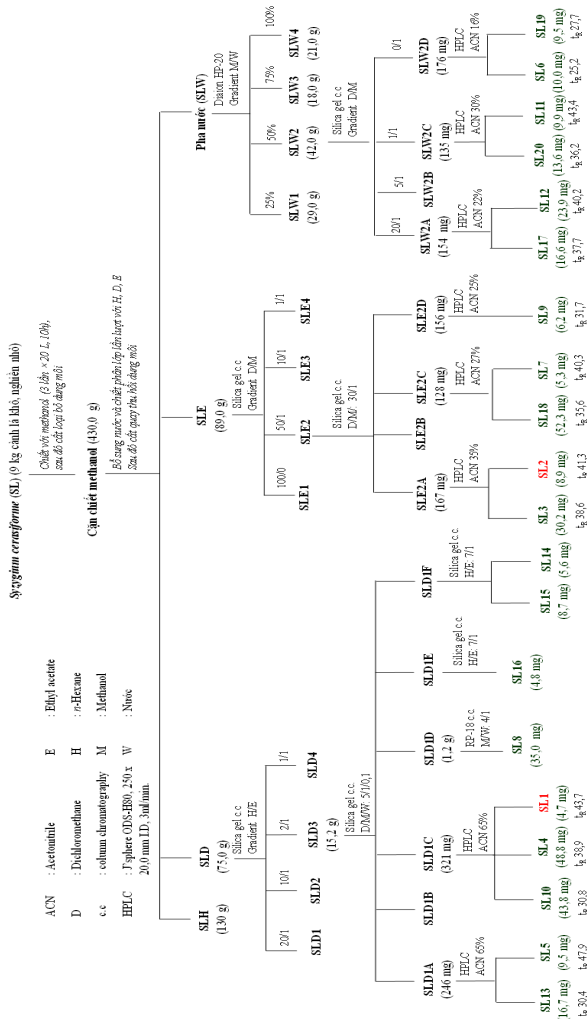 Syzygium cerasiforme (SL) (9 kg cành lá khô, nghiền nhỏ)
Chiết với methanol (3 lần × 20 L, 10h),
sau đó cất loại bỏ dung môi
Cặn chiết methanol (430,0 g)
Bổ sung nước và chiết phân lớp lần lượt với H, D, E
Sau đó cất quay thu hồi dung môi
ACN : Acetonitrile E : Ethyl acetate
D : Dichloromethane H : n-Hexane
c.c : column chromatography M : Methanol
HPLC : J'sphere ODS-H80, 250 x W : Nước
20,0 mm I.D, 3ml/min.
SLH SLD SLE Pha nước (SLW)
(130 g) (75,0 g) (89,0 g)
Silica gel c.c
Gradient H/E
20/1 10/1 2/1 1/1
SLD1 SLD2 SLD3 SLD4
(15,2 g)
Silica gel c.c
Gradient D/M
100/0 50/1 10/1 1/1
SLE1 SLE2 SLE3 SLE4
Diaion HP-20
Gradient M/W
25% 50% 75% 100%
SLW1 SLW2 SLW3 SLW4
(29,0 g) (42,0 g) (18,0 g) (21,0 g)
Silica gel c.c
D/M/W: 5/1/0,1
SLD1A SLD1B SLD1C SLD1D SLD1E SLD1F
(246 mg) (321 mg) (1,2 g)
HPLC
ACN 65%
HPLC
ACN 65%
RP-18 c.c.
M/W: 4/1
Silica gel c.c
H/E: 7/1
Silica gel c.c
H/E: 7/1
SL13 SL5 SL10 SL4 SL1 SL8 SL16 SL15 SL14
(16,7 mg) (9,5 mg) (43,8 mg) (48,8 mg) (4,7 mg) (35,0 mg) (4,8 mg) (8,7 mg) (5,6 mg)
tR 30,4 tR 47,9 tR 30,8 tR 38,9 tR 43,7
Silica gel c.c
D/M: 30/1
SLE2A SLE2B SLE2C SLE2D
(167 mg) (128 mg) (156 mg)
HPLC
ACN 35%
HPLC
ACN 27%
HPLC
ACN 25%
SL3 SL2 SL18 SL7 SL9
(30,2 mg) (8,9 mg) (52,3 mg) (5,3 mg) (6,2 mg)
tR 38,6 tR 41,3 tR 35,6 tR 40,3 tR 31,7
Silica gel c.c
Gradient D/M
20/1 5/1 1/1 0/1
SLW2A SLW2B SLW2C SLW2D
(154 mg) (135 mg) (176 mg)
HPLC
ACN 22%
HPLC
ACN 30%
HPLC
ACN 16%
SL17 SL12 SL20 SL11 SL6 SL19
(16,6 mg) (23,9 mg) (13,6 mg) (9,9 mg) (10,0 mg) (9,5 mg)
tR 37,7 tR 40,2 tR 36,2 tR 43,4 tR 25,2 tR 27,7